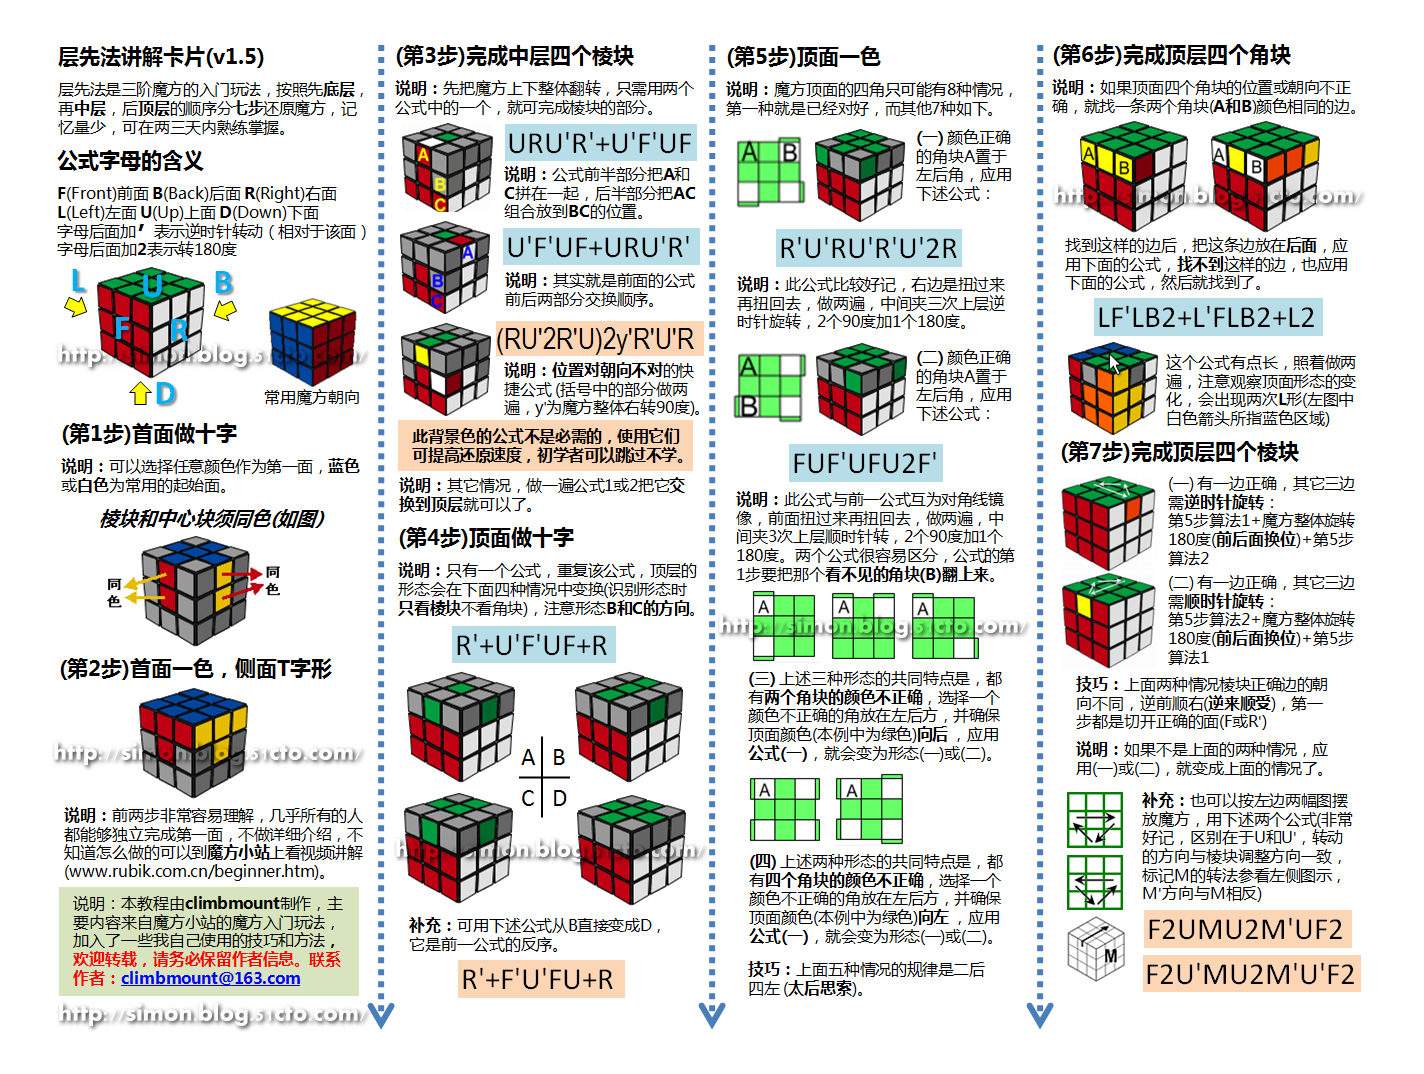 层先法讲解卡片(v1.5)
层先法是三阶魔方的入门玩法，按照先底层，
再中层，后顶层的顺序分七步还原魔方，记
忆量少，可在两三天内熟练掌握。
公式字母的含义
F(Front)前面 B(Back)后面 R(Right)右面
L(Left)左面 U(Up)上面 D(Down)下面
字母后面加 ′ 表示逆时针转动（相对于该面）
字母后面加2表示转180度
L
U
B
F
R
http://simon.blog.51cto.com/
D
常用魔方朝向
(第1步)首面做十字
说明：可以选择任意颜色作为第一面，蓝色
或白色为常用的起始面。
棱块和中心块须同色(如图)
同
色
同
色
(第2步)首面一色，侧面T字形
http://simon.blog.51cto.com/
说明：前两步非常容易理解，几乎所有的人
都能够独立完成第一面，不做详细介绍，不
知道怎么做的可以到魔方小站上看视频讲解
(www.rubik.com.cn/beginner.htm)。
说明：本教程由climbmount制作，主
要内容来自魔方小站的魔方入门玩法，
加入了一些我自己使用的技巧和方法，
欢迎转载，请务必保留作者信息。联系
作者：climbmount@163.com
http://simon.blog.51cto.com/
(第3步)完成中层四个棱块
说明：先把魔方上下整体翻转，只需用两个
公式中的一个，就可完成棱块的部分。
A
B
C
URU'R'+U'F'UF
说明：公式前半部分把A和
C拼在一起，后半部分把AC
组合放到BC的位置。
A
B
C
U'F'UF+URU'R'
说明：其实就是前面的公式
前后两部分交换顺序。
(RU'2R'U)2y'R'U'R
说明：位置对朝向不对的快
捷公式 (括号中的部分做两
遍，y'为魔方整体右转90度)。
此背景色的公式不是必需的，使用它们
可提高还原速度，初学者可以跳过不学。
说明：其它情况，做一遍公式1或2把它交
换到顶层就可以了。
(第4步)顶面做十字
说明：只有一个公式，重复该公式，顶层的
形态会在下面四种情况中变换(识别形态时
只看棱块不看角块)，注意形态B和C的方向。
R'+U'F'UF+R
A B
C D
http://simon.blog.51cto.com/
补充：可用下述公式从B直接变成D，
它是前一公式的反序。
R'+F'U'FU+R
(第5步)顶面一色
说明：魔方顶面的四角只可能有8种情况，
第一种就是已经对好，而其他7种如下。
A B
(一) 颜色正确
的角块A置于
左后角，应用
下述公式：
R'U'RU'R'U'2R
说明：此公式比较好记，右边是扭过来
再扭回去，做两遍，中间夹三次上层逆
时针旋转，2个90度加1个180度。
A
B
(二) 颜色正确
的角块A置于
左后角，应用
下述公式：
FUF'UFU2F'
说明：此公式与前一公式互为对角线镜
像，前面扭过来再扭回去，做两遍，中
间夹3次上层顺时针转，2个90度加1个
180度。两个公式很容易区分，公式的第
1步要把那个看不见的角块(B)翻上来。
A A A
http://simon.blog.51cto.com/
(三) 上述三种形态的共同特点是，都
有两个角块的颜色不正确，选择一个
颜色不正确的角放在左后方，并确保
顶面颜色(本例中为绿色)向后，应用
公式(一)，就会变为形态(一)或(二)。
A A
(四) 上述两种形态的共同特点是，都
有四个角块的颜色不正确，选择一个
颜色不正确的角放在左后方，并确保
顶面颜色(本例中为绿色)向左，应用
公式(一)，就会变为形态(一)或(二)。
技巧：上面五种情况的规律是二后
四左 (太后思索)。
(第6步)完成顶层四个角块
说明：如果顶面四个角块的位置或朝向不正
确，就找一条两个角块(A和B)颜色相同的边。
A B
A B
http://simon.blog.51cto.com/
找到这样的边后，把这条边放在后面，应
用下面的公式，找不到这样的边，也应用
下面的公式，然后就找到了。
LF'LB2+L'FLB2+L2
这个公式有点长，照着做两
遍，注意观察顶面形态的变
化，会出现两次L形(左图中
白色箭头所指蓝色区域)
(第7步)完成顶层四个棱块
(一) 有一边正确，其它三边
需逆时针旋转：
第5步算法1+魔方整体旋转
180度(前后面换位)+第5步
算法2
(二) 有一边正确，其它三边
需顺时针旋转：
第5步算法2+魔方整体旋转
180度(前后面换位)+第5步
算法1
技巧：上面两种情况棱块正确边的朝
向不同，逆前顺右(逆来顺受)，第一
步都是切开正确的面(F或R')
说明：如果不是上面的两种情况，应
用(一)或(二)，就变成上面的情况了。
补充：也可以按左边两幅图摆
放魔方，用下述两个公式(非常
好记，区别在于U和U'，转动
的方向与棱块调整方向一致，
标记M的转法参看左侧图示，
M'方向与M相反)
M
F2UMU2M'UF2
F2U'MU2M'U'F2